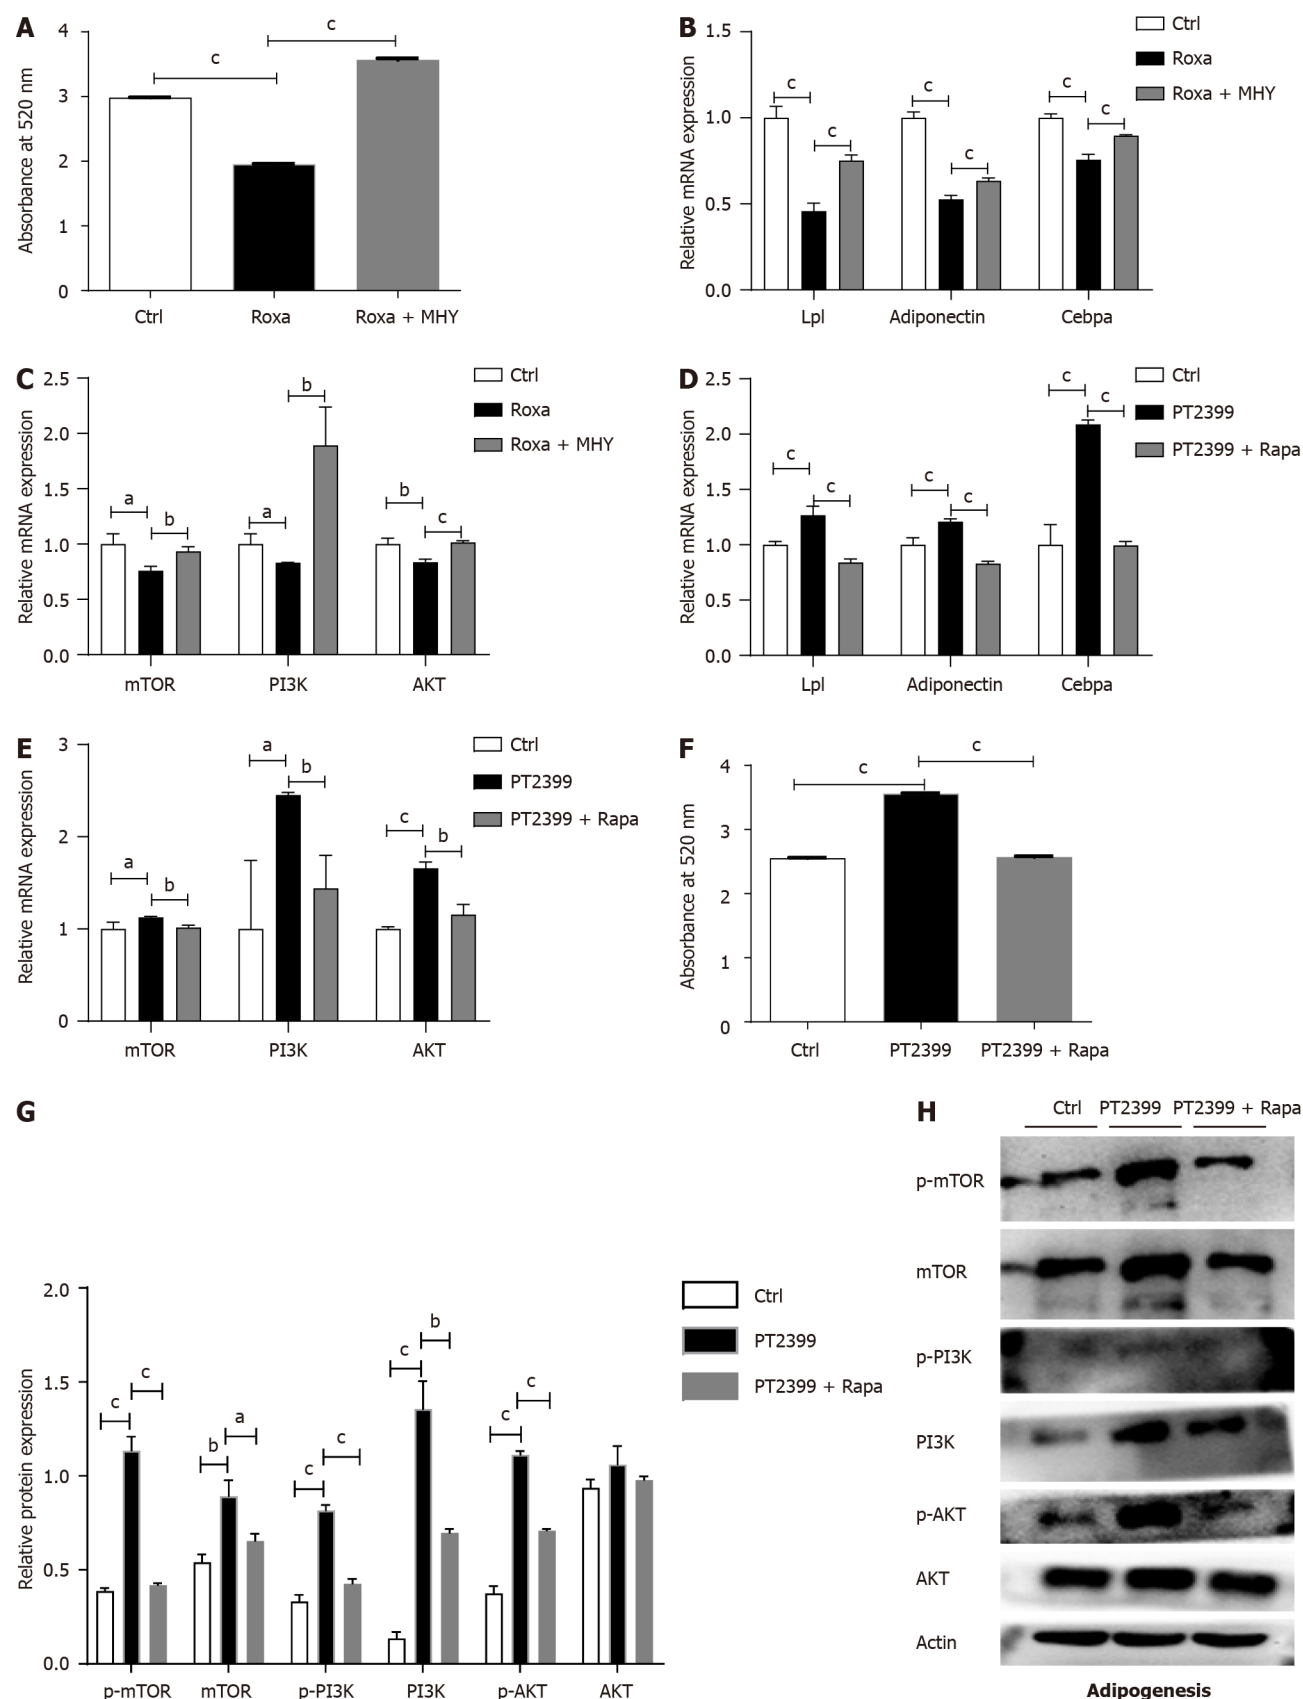 A
4
3
2
1
0
Absorbance at 520 nm
c
c
Ctrl
Roxa
Roxa + MHY
B
1.5
1.0
0.5
0.0
Relative mRNA expression
c
c
c
c
c
c
Lpl
Adiponectin
Cebpa
Ctrl
Roxa
Roxa + MHY
C
2.5
2.0
1.5
1.0
0.5
0.0
Relative mRNA expression
a
b
a
b
b
c
mTOR
PI3K
AKT
Ctrl
Roxa
Roxa + MHY
D
2.5
2.0
1.5
1.0
0.5
0.0
Relative mRNA expression
c
c
c
c
c
c
Lpl
Adiponectin
Cebpa
Ctrl
PT2399
PT2399 + Rapa
E
3
2
1
0
Relative mRNA expression
a
b
a
b
c
b
mTOR
PI3K
AKT
Ctrl
PT2399
PT2399 + Rapa
F
4
3
2
1
0
Absorbance at 520 nm
c
c
Ctrl
PT2399
PT2399 + Rapa
G
2.0
1.5
1.0
0.5
0.0
Relative protein expression
c
c
b
a
c
c
c
b
c
c
p-mTOR
mTOR
p-PI3K
PI3K
p-AKT
AKT
Ctrl
PT2399
PT2399 + Rapa
H
Ctrl PT2399 PT2399 + Rapa
p-mTOR
mTOR
p-PI3K
PI3K
p-AKT
AKT
Actin
Adipogenesis